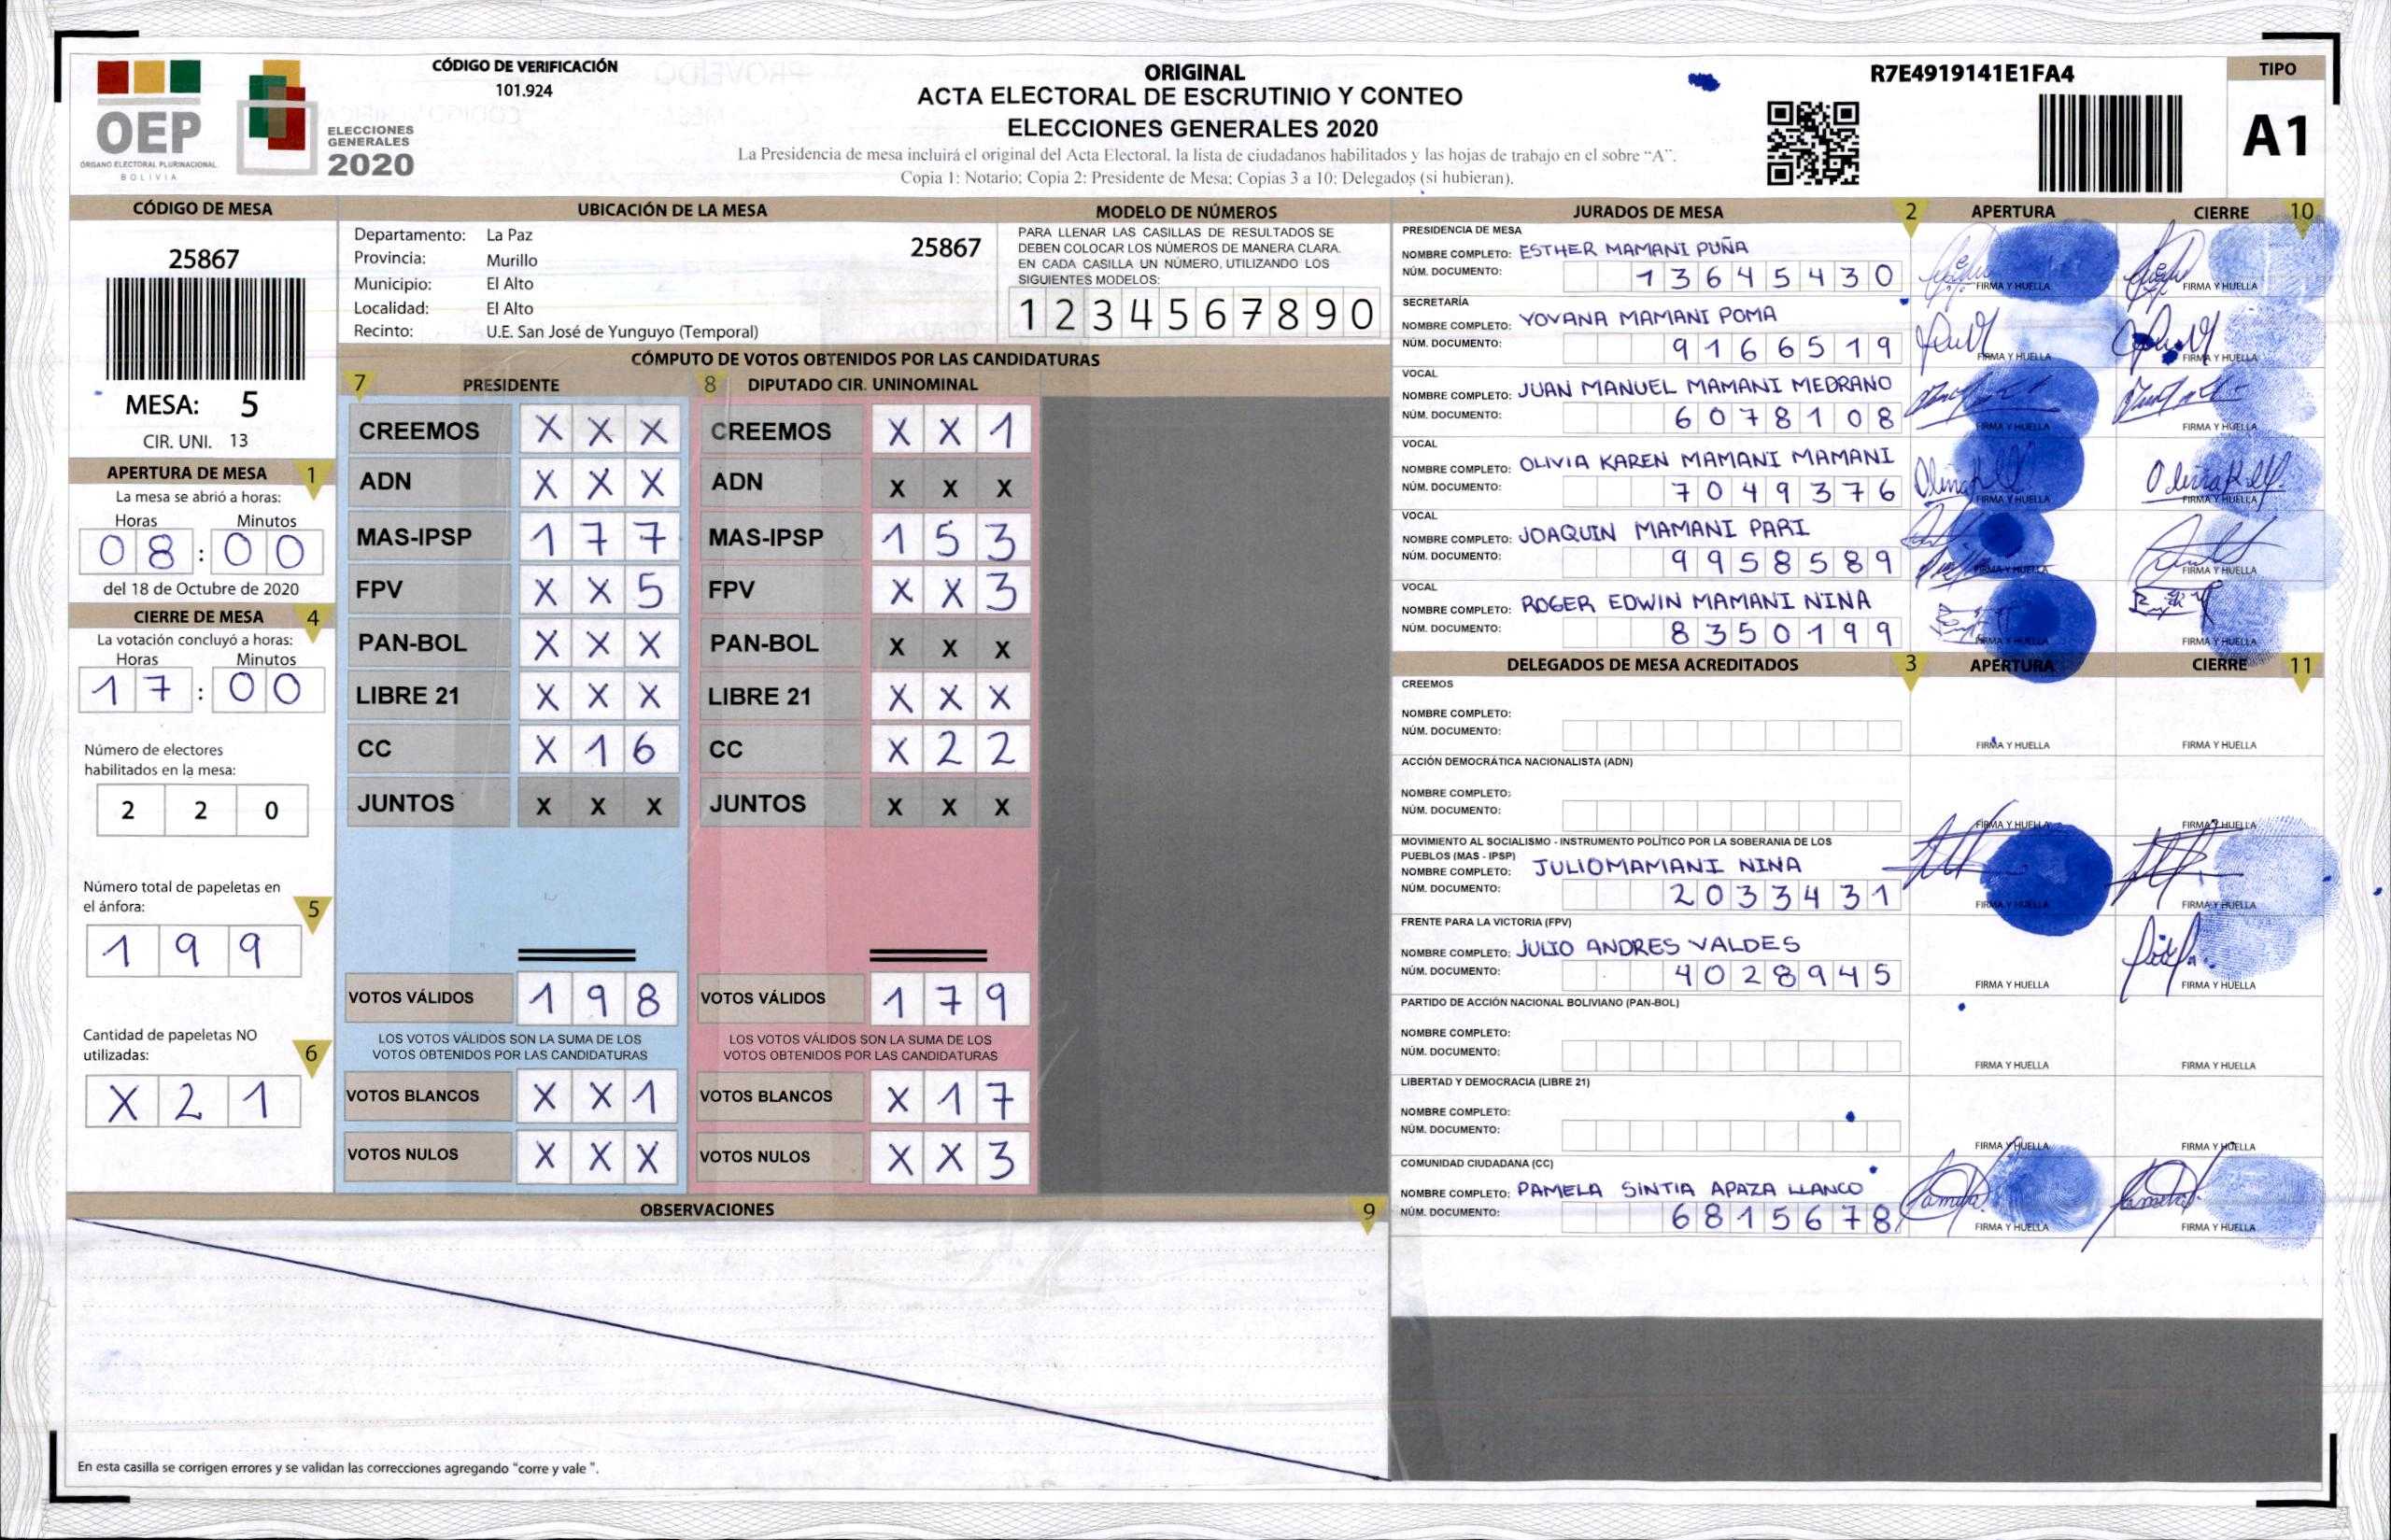 CÓDIGO DE VERIFICACIÓN
101.924
OEP
ÓRGANO ELECTORAL PLURINACIONAL
BOLIVIA
ELECCIONES
GENERALES
2020
ORIGINAL
ACTA ELECTORAL DE ESCRUTINIO Y CONTEO
ELECCIONES GENERALES 2020
La Presidencia de mesa incluirá el original del Acta Electoral, la lista de ciudadanos habilitados y las hojas de trabajo en el sobre "A".
Copia 1: Notario; Copia 2: Presidente de Mesa; Copias 3 a 10: Delegados (si hubieran).
R7E4919141E1FA4
TIPO
A1
CÓDIGO DE MESA
25867
MESA: 5
CIR. UNI. 13
APERTURA DE MESA 1
La mesa se abrió a horas:
Horas Minutos
08:00
del 18 de Octubre de 2020
CIERRE DE MESA 4
La votación concluyó a horas:
Horas Minutos
17:00
Número de electores
habilitados en la mesa:
2 2 0
Número total de papeletas en
el ánfora: 5
1 9 9
Cantidad de papeletas NO
utilizadas: 6
X 2 1
UBICACIÓN DE LA MESA
Departamento: La Paz
25867
Provincia: Murillo
Municipio: El Alto
Localidad: El Alto
Recinto: U.E. San José de Yunguyo (Temporal)
MODELO DE NÚMEROS
PARA LLENAR LAS CASILLAS DE RESULTADOS SE
DEBEN COLOCAR LOS NÚMEROS DE MANERA CLARA.
EN CADA CASILLA UN NÚMERO, UTILIZANDO LOS
SIGUIENTES MODELOS:
1 2 3 4 5 6 7 8 9 0
CÓMPUTO DE VOTOS OBTENIDOS POR LAS CANDIDATURAS
7 PRESIDENTE 8 DIPUTADO CIR. UNINOMINAL
CREEMOS X X X CREEMOS X X 1
ADN X X X ADN X X X
MAS-IPSP 1 7 7 MAS-IPSP 1 5 3
FPV X X 5 FPV X X 3
PAN-BOL X X X PAN-BOL X X X
LIBRE 21 X X X LIBRE 21 X X X
CC X 1 6 CC X 2 2
JUNTOS X X X JUNTOS X X X
VOTOS VÁLIDOS 1 9 8 VOTOS VÁLIDOS 1 7 9
LOS VOTOS VÁLIDOS SON LA SUMA DE LOS LOS VOTOS VÁLIDOS SON LA SUMA DE LOS
VOTOS OBTENIDOS POR LAS CANDIDATURAS VOTOS OBTENIDOS POR LAS CANDIDATURAS
VOTOS BLANCOS X X 1 VOTOS BLANCOS X 1 7
VOTOS NULOS X X X VOTOS NULOS X X 3
OBSERVACIONES 9
En esta casilla se corrigen errores y se validan las correcciones agregando "corre y vale ".
JURADOS DE MESA 2 APERTURA CIERRE 10
PRESIDENCIA DE MESA
NOMBRE COMPLETO: ESTHER MAMANI PUÑA
NÚM. DOCUMENTO: 13645430 FIRMA Y HUELLA FIRMA Y HUELLA
SECRETARÍA
NOMBRE COMPLETO: YOVANA MAMANI POMA
NÚM. DOCUMENTO: 9166519 FIRMA Y HUELLA FIRMA Y HUELLA
VOCAL
NOMBRE COMPLETO: JUAN MANUEL MAMANI MEDRANO
NÚM. DOCUMENTO: 6078108 FIRMA Y HUELLA FIRMA Y HUELLA
VOCAL
NOMBRE COMPLETO: OLIVIA KAREN MAMANI MAMANI
NÚM. DOCUMENTO: 7049376 FIRMA Y HUELLA FIRMA Y HUELLA
VOCAL
NOMBRE COMPLETO: JOAQUIN MAMANI PARI
NÚM. DOCUMENTO: 9958589 FIRMA Y HUELLA FIRMA Y HUELLA
VOCAL
NOMBRE COMPLETO: ROGER EDWIN MAMANI NINA
NÚM. DOCUMENTO: 8350199 FIRMA Y HUELLA FIRMA Y HUELLA
DELEGADOS DE MESA ACREDITADOS 3 APERTURA CIERRE 11
CREEMOS
NOMBRE COMPLETO:
NÚM. DOCUMENTO: FIRMA Y HUELLA FIRMA Y HUELLA
ACCIÓN DEMOCRÁTICA NACIONALISTA (ADN)
NOMBRE COMPLETO:
NÚM. DOCUMENTO: FIRMA Y HUELLA FIRMA Y HUELLA
MOVIMIENTO AL SOCIALISMO - INSTRUMENTO POLÍTICO POR LA SOBERANIA DE LOS
PUEBLOS (MAS - IPSP)
NOMBRE COMPLETO: JULIO MAMANI NINA
NÚM. DOCUMENTO: 2033431 FIRMA Y HUELLA FIRMA Y HUELLA
FRENTE PARA LA VICTORIA (FPV)
NOMBRE COMPLETO: JULIO ANDRES VALDES
NÚM. DOCUMENTO: 4028945 FIRMA Y HUELLA FIRMA Y HUELLA
PARTIDO DE ACCIÓN NACIONAL BOLIVIANO (PAN-BOL)
NOMBRE COMPLETO:
NÚM. DOCUMENTO: FIRMA Y HUELLA FIRMA Y HUELLA
LIBERTAD Y DEMOCRACIA (LIBRE 21)
NOMBRE COMPLETO:
NÚM. DOCUMENTO: FIRMA Y HUELLA FIRMA Y HUELLA
COMUNIDAD CIUDADANA (CC)
NOMBRE COMPLETO: PAMELA SINTIA APAZA LLANCO
NÚM. DOCUMENTO: 6815678 FIRMA Y HUELLA FIRMA Y HUELLA